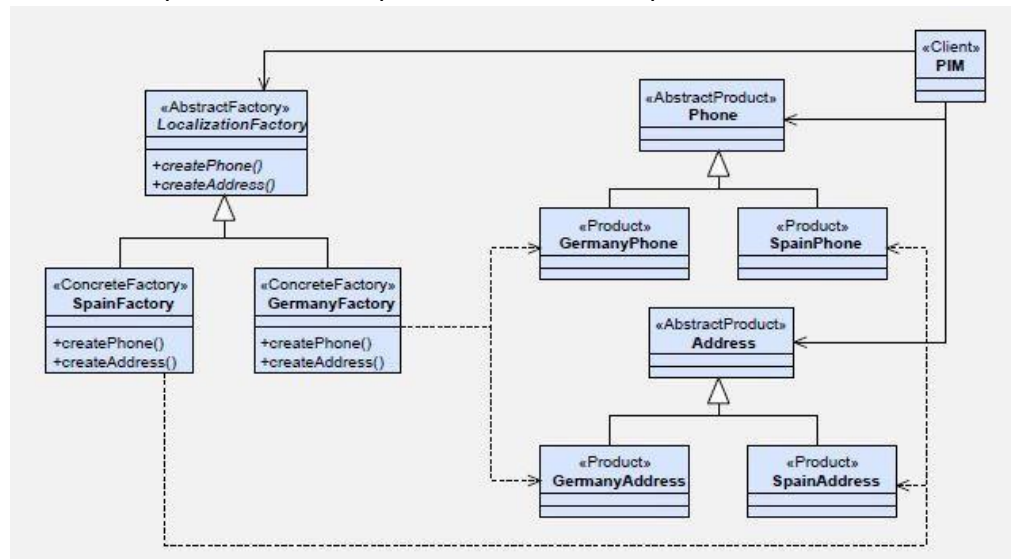 «Client»
PIM
«AbstractFactory»
LocalizationFactory
+createPhone()
+createAddress()
«AbstractProduct»
Phone
«Product»
GermanyPhone
«Product»
SpainPhone
«ConcreteFactory»
SpainFactory
+createPhone()
+createAddress()
«ConcreteFactory»
GermanyFactory
+createPhone()
+createAddress()
«AbstractProduct»
Address
«Product»
GermanyAddress
«Product»
SpainAddress